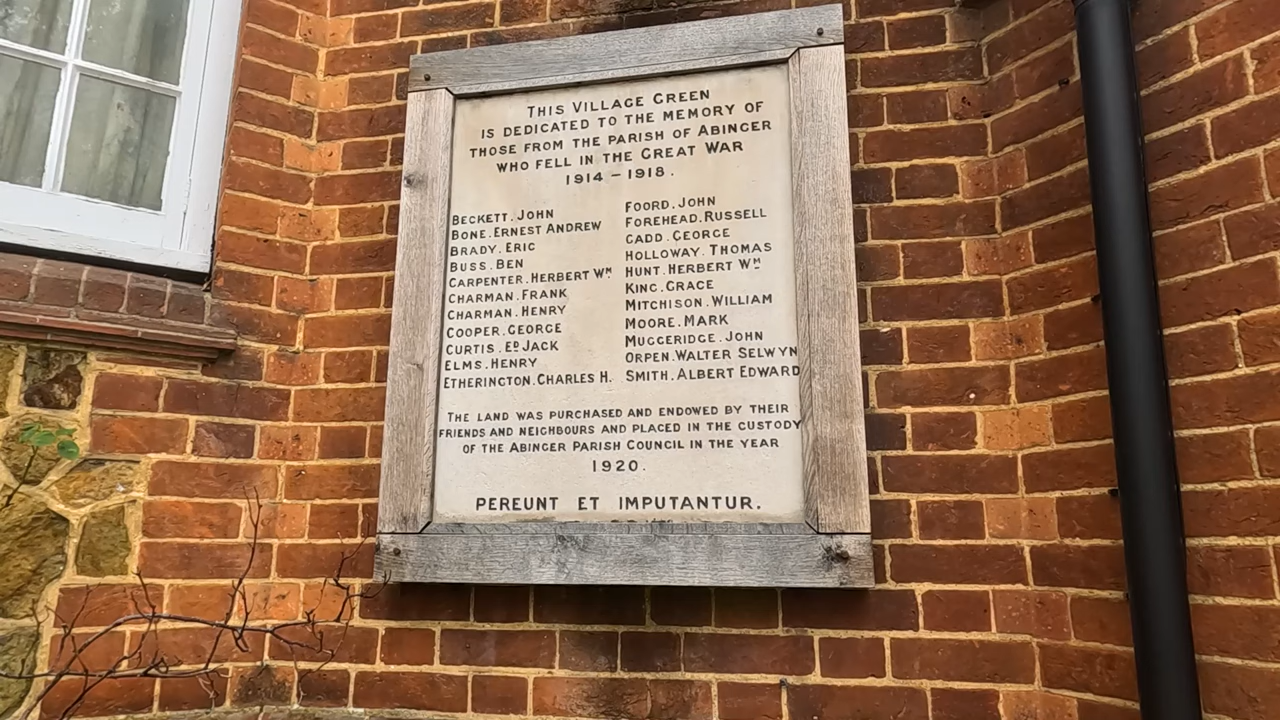 THIS VILLAGE GREEN
IS DEDICATED TO THE MEMORY OF
THOSE FROM THE PARISH OF ABINGER
WHO FELL IN THE GREAT WAR
1914 – 1918.
BECKETT. JOHN
BONE. ERNEST ANDREW
BRADY. ERIC
BUSS. BEN
CARPENTER. HERBERT WM
CHARMAN. FRANK
CHARMAN. HENRY
COOPER. GEORGE
CURTIS. ED JACK
ELMS. HENRY
ETHERINGTON. CHARLES H.
FOORD. JOHN
FOREHEAD. RUSSELL
GADD. GEORGE
HOLLOWAY. THOMAS
HUNT. HERBERT WM
KING. GRACE
MITCHISON. WILLIAM
MOORE. MARK
MUGGERIDGE. JOHN
ORPEN. WALTER SELWYN
SMITH. ALBERT EDWARD
THE LAND WAS PURCHASED AND ENDOWED BY THEIR
FRIENDS AND NEIGHBOURS AND PLACED IN THE CUSTODY
OF THE ABINGER PARISH COUNCIL IN THE YEAR
1920.
PEREUNT ET IMPUTANTUR.